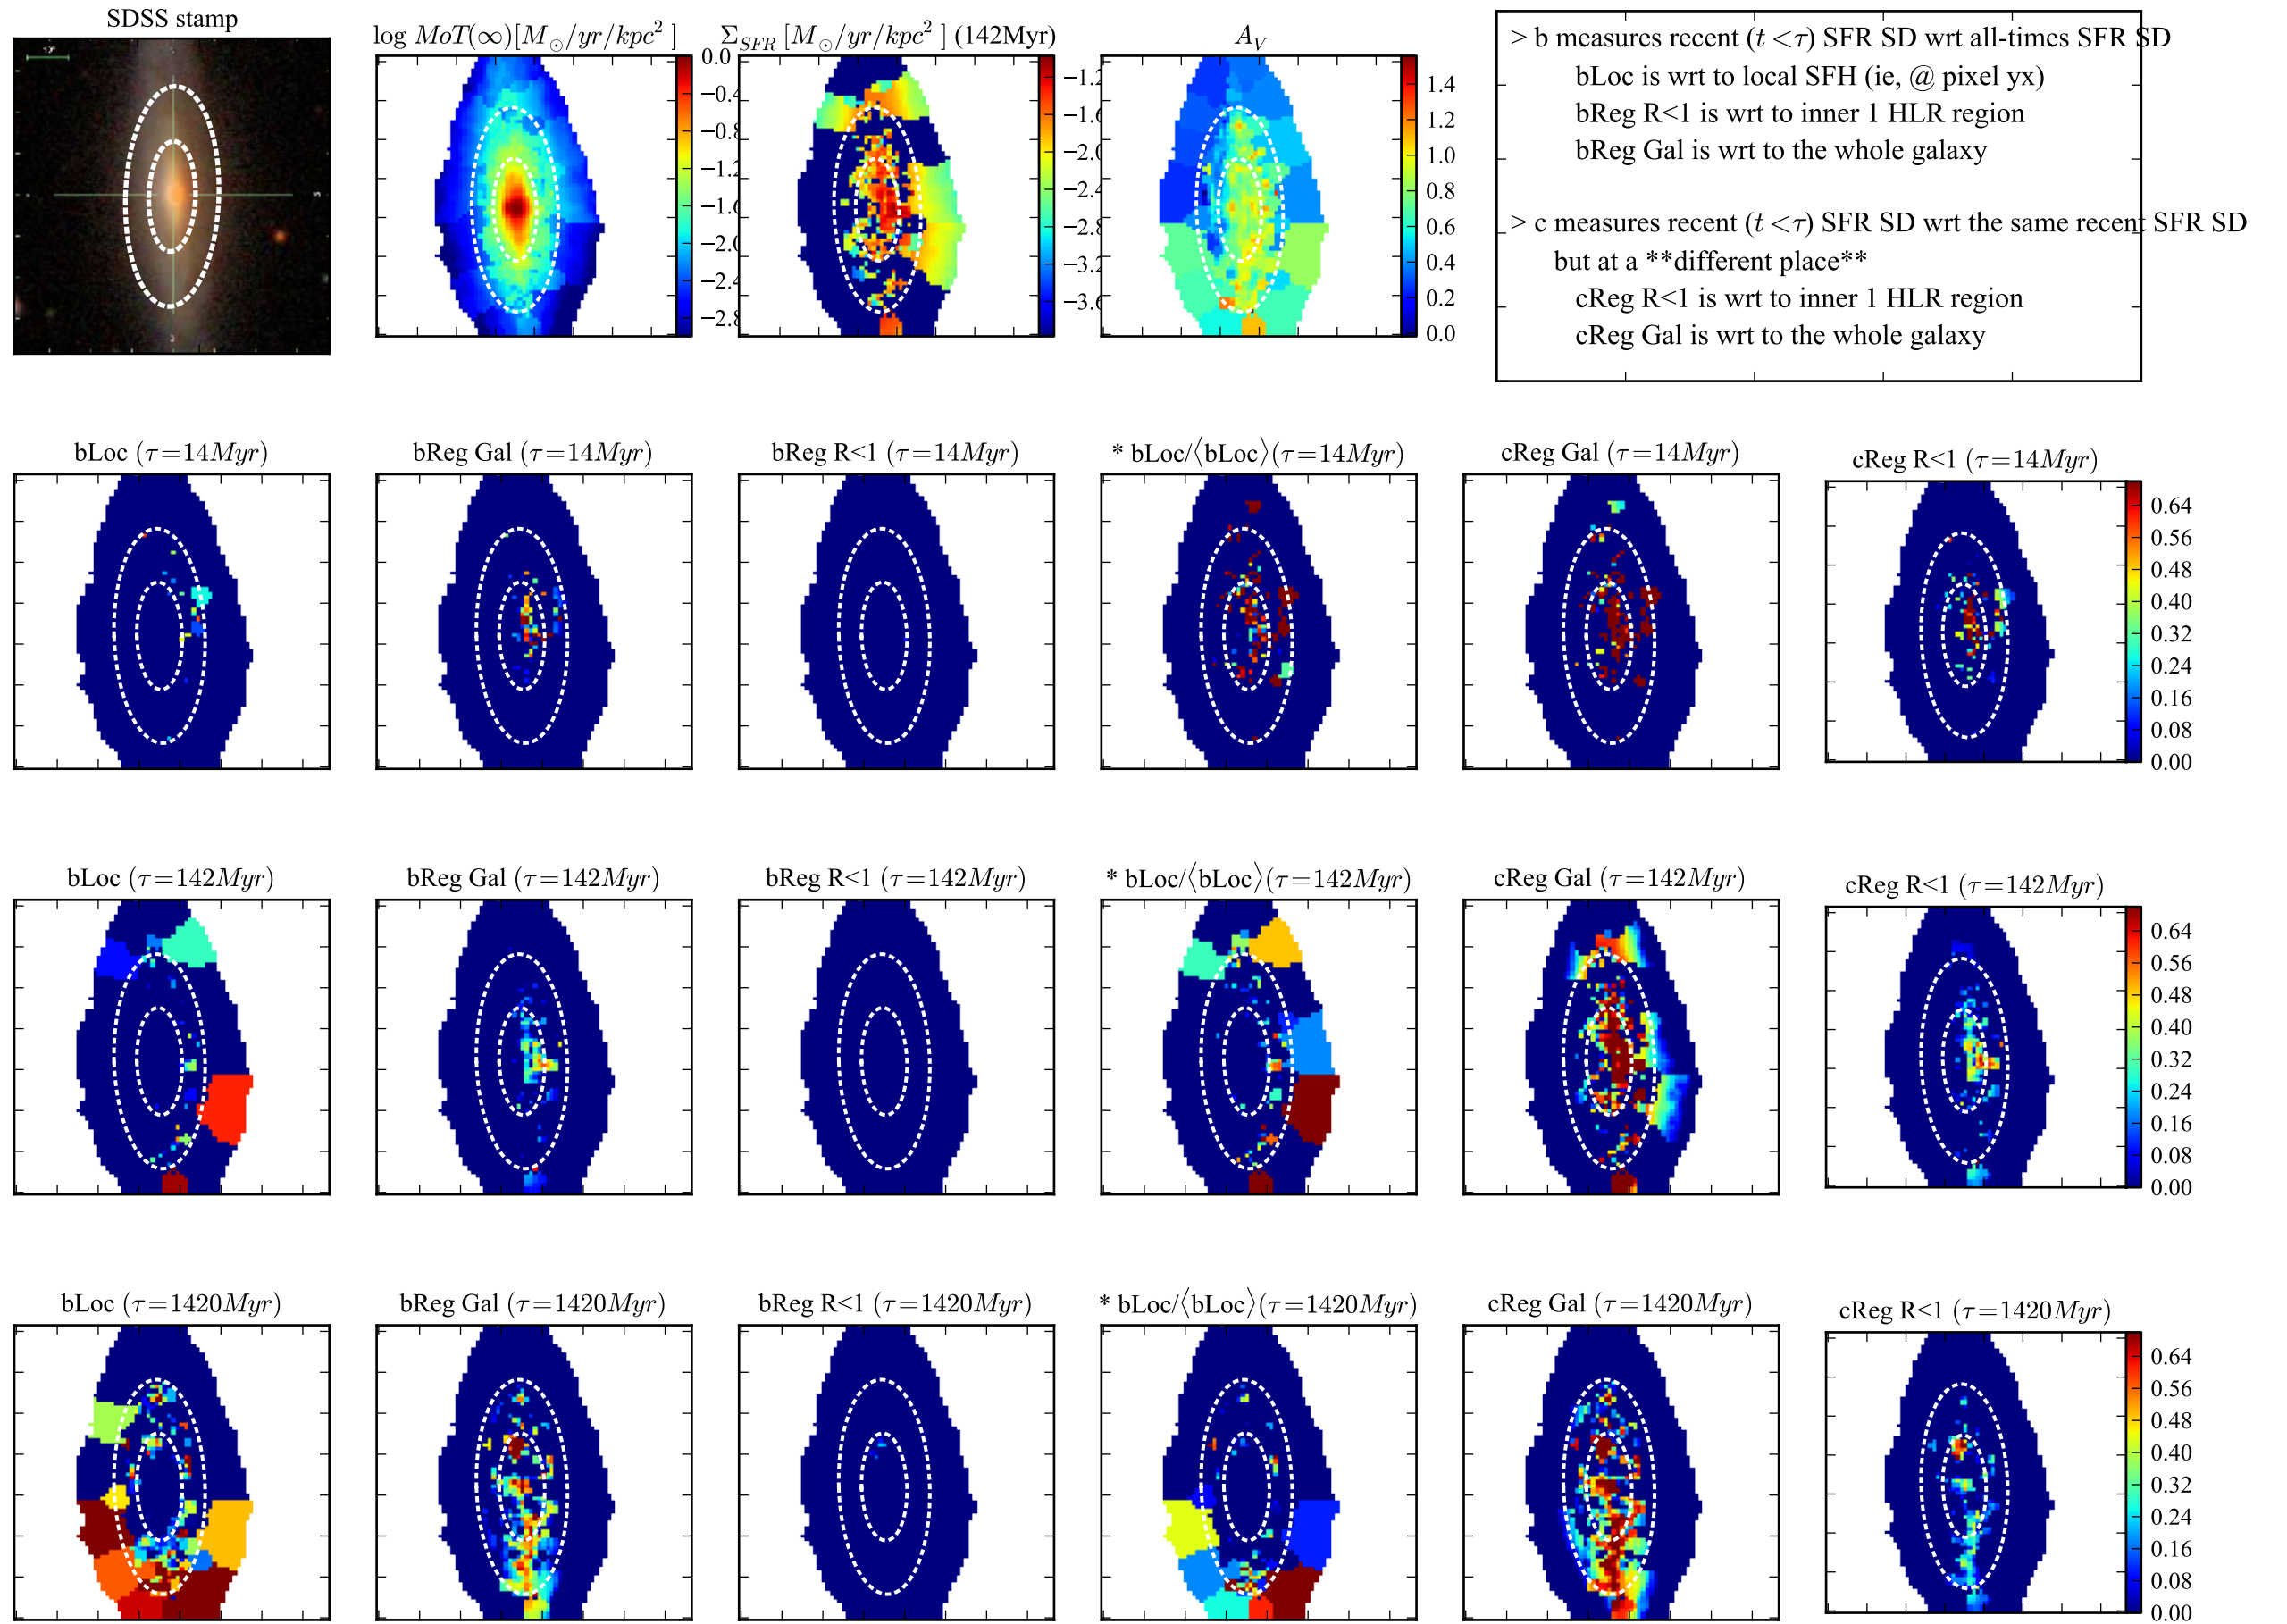 SDSS stamp
log MoT(∞)[M⊙/yr/kpc² ]
Σ_SFR [M⊙/yr/kpc² ] (142Myr)
A_V
> b measures recent (t<τ) SFR SD wrt all-times SFR SD
bLoc is wrt to local SFH (ie, @ pixel yx)
bReg R<1 is wrt to inner 1 HLR region
bReg Gal is wrt to the whole galaxy
> c measures recent (t<τ) SFR SD wrt the same recent SFR SD
but at a **different place**
cReg R<1 is wrt to inner 1 HLR region
cReg Gal is wrt to the whole galaxy
0.0
−0.4
−0.8
−1.2
−1.6
−2.0
−2.4
−2.8
−1.2
−1.6
−2.0
−2.4
−2.8
−3.2
−3.6
1.4
1.2
1.0
0.8
0.6
0.4
0.2
0.0
bLoc (τ=14Myr)
bReg Gal (τ=14Myr)
bReg R<1 (τ=14Myr)
* bLoc/⟨bLoc⟩(τ=14Myr)
cReg Gal (τ=14Myr)
cReg R<1 (τ=14Myr)
0.64
0.56
0.48
0.40
0.32
0.24
0.16
0.08
0.00
bLoc (τ=142Myr)
bReg Gal (τ=142Myr)
bReg R<1 (τ=142Myr)
* bLoc/⟨bLoc⟩(τ=142Myr)
cReg Gal (τ=142Myr)
cReg R<1 (τ=142Myr)
0.64
0.56
0.48
0.40
0.32
0.24
0.16
0.08
0.00
bLoc (τ=1420Myr)
bReg Gal (τ=1420Myr)
bReg R<1 (τ=1420Myr)
* bLoc/⟨bLoc⟩(τ=1420Myr)
cReg Gal (τ=1420Myr)
cReg R<1 (τ=1420Myr)
0.64
0.56
0.48
0.40
0.32
0.24
0.16
0.08
0.00